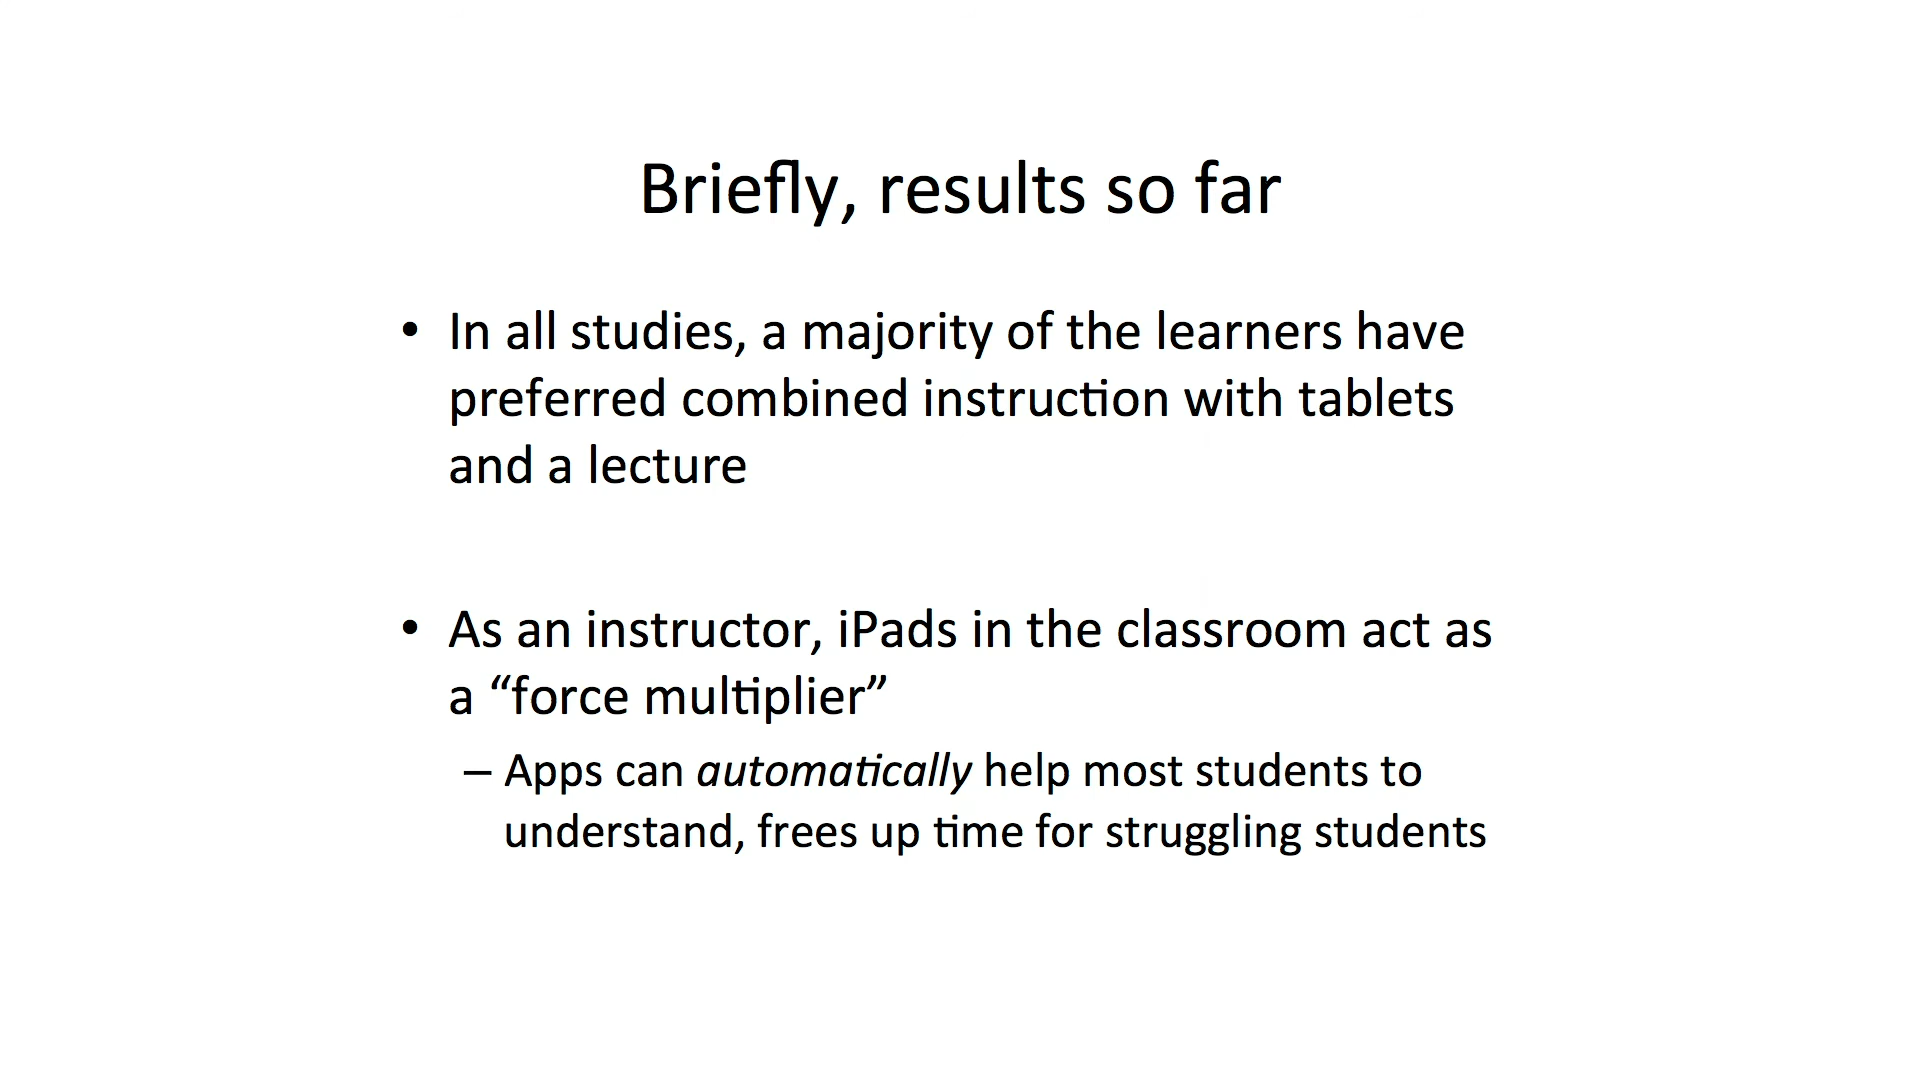 Briefly, results so far
• In all studies, a majority of the learners have
preferred combined instruction with tablets
and a lecture
• As an instructor, iPads in the classroom act as
a “force multiplier”
– Apps can automatically help most students to
understand, frees up time for struggling students